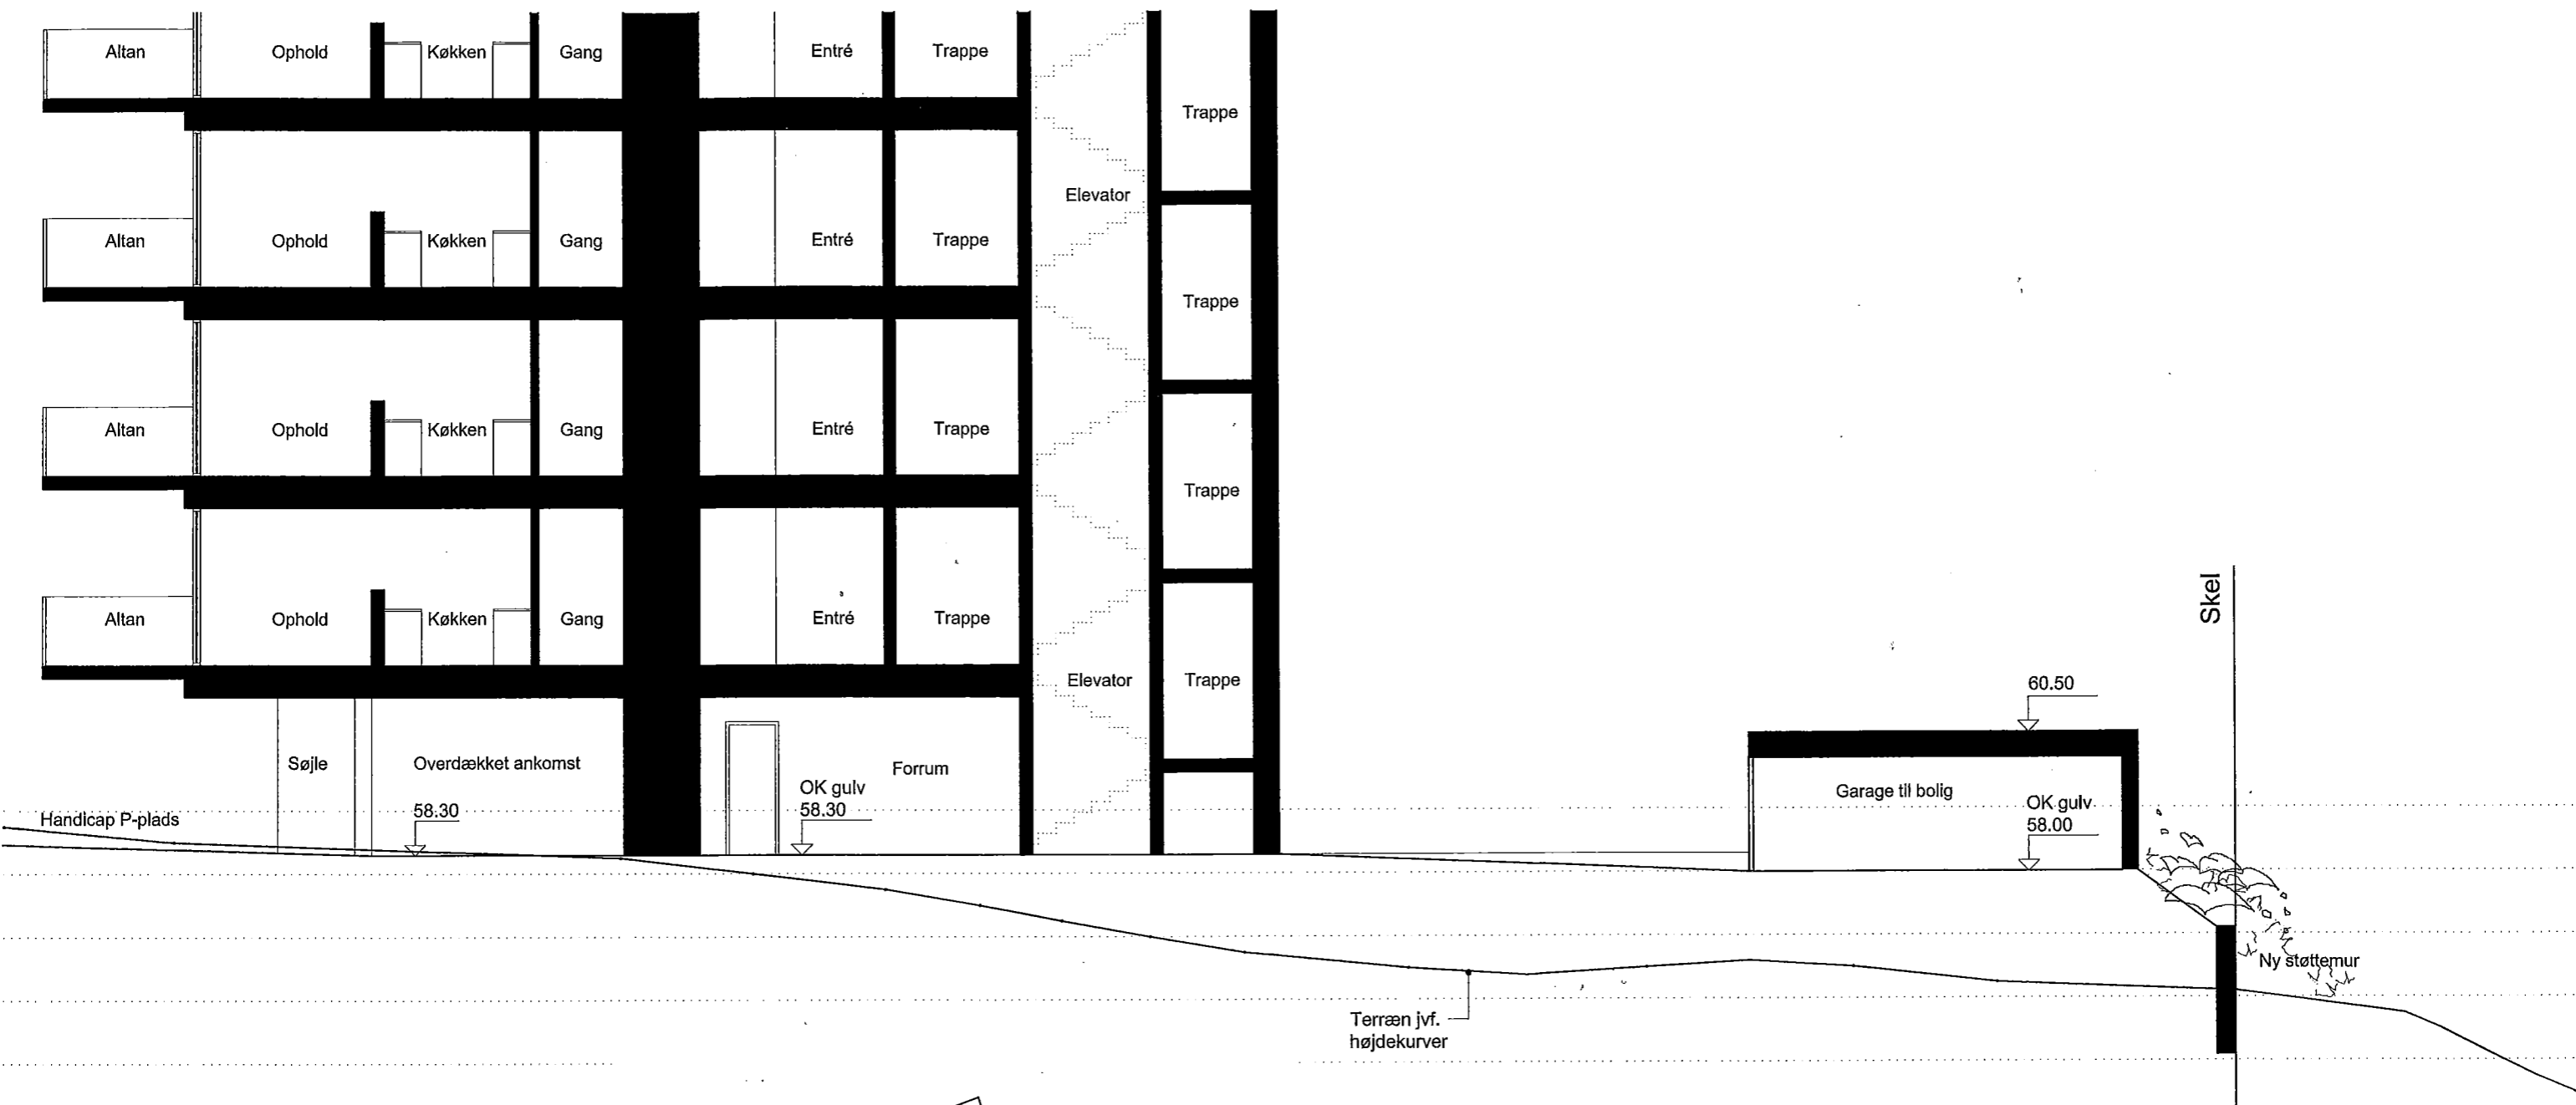 Altan Ophold Køkken Gang Entré Trappe
Trappe
Elevator
Altan Ophold Køkken Gang Entré Trappe
Trappe
Altan Ophold Køkken Gang Entré Trappe
Trappe
Skel
Altan Ophold Køkken Gang Entré Trappe
Elevator Trappe
60.50
Søjle Overdækket ankomst Forrum
OK gulv
58.30
Garage til bolig
OK gulv
58.00
58.30
Handicap P-plads
Ny støttemur
Terræn jvf.
højdekurver